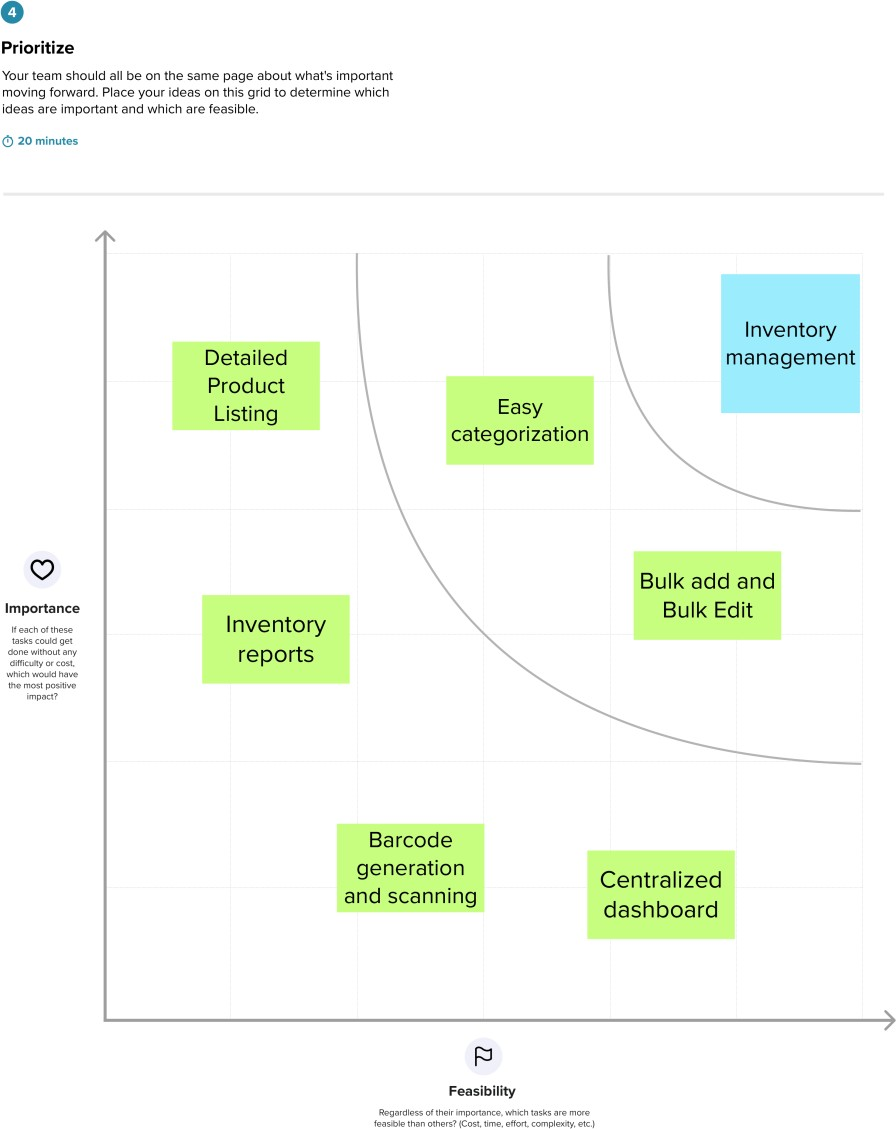 4
Prioritize
Your team should all be on the same page about what's important
moving forward. Place your ideas on this grid to determine which
ideas are important and which are feasible.
20 minutes
Inventory
management
Detailed
Product
Listing
Easy
categorization
Bulk add and
Bulk Edit
Importance
If each of these
tasks could get
done without any
difficulty or cost,
which would have
the most positive
impact?
Inventory
reports
Barcode
generation
and scanning
Centralized
dashboard
Feasibility
Regardless of their importance, which tasks are more
feasible than others? (Cost, time, effort, complexity, etc.)